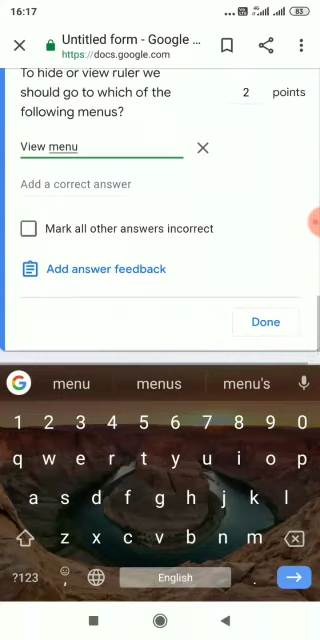 16:17
4G
83
Untitled form - Google ...
https://docs.google.com
To hide or view ruler we
should go to which of the
following menus?
2 points
View menu
Add a correct answer
Mark all other answers incorrect
Add answer feedback
Done
G menu menus menu's
1 2 3 4 5 6 7 8 9 0
q w e r t y u i o p
a s d f g h j k l
z x c v b n m
?123 , English .